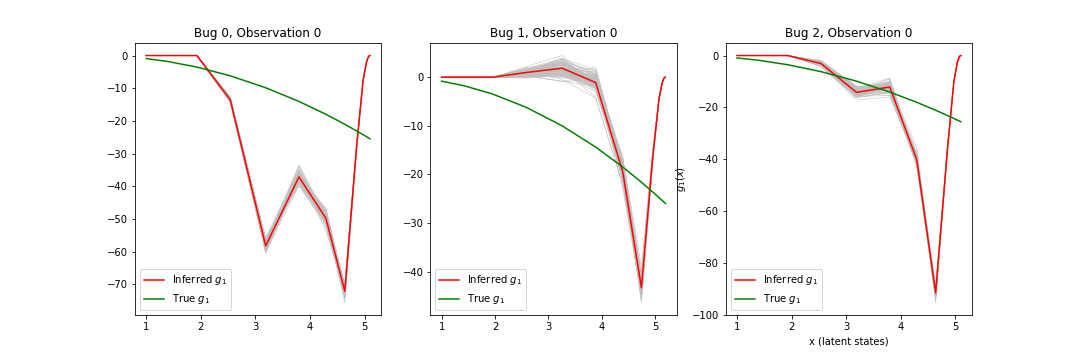 Bug 0, Observation 0
0
−10
−20
−30
−40
−50
−60
−70
1 2 3 4 5
Inferred g₁
True g₁
Bug 1, Observation 0
0
−10
−20
−30
−40
1 2 3 4 5
Inferred g₁
True g₁
Bug 2, Observation 0
g₁(x)
0
−20
−40
−60
−80
−100
1 2 3 4 5
Inferred g₁
True g₁
x (latent states)